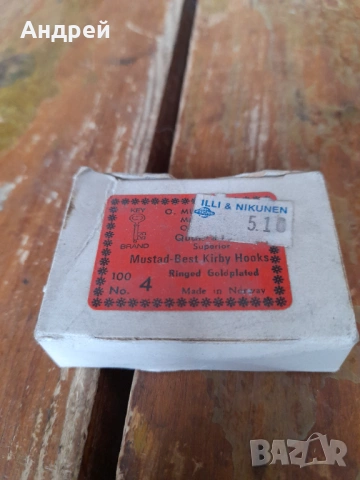 Андрей
KEY
BRAND
O. M
ILLI & NIKUNEN
5.10
Superior
Mustad-Best Kirby Hooks
100
Ringed Goldplated
No. 4
Made in Norway
BAZAR